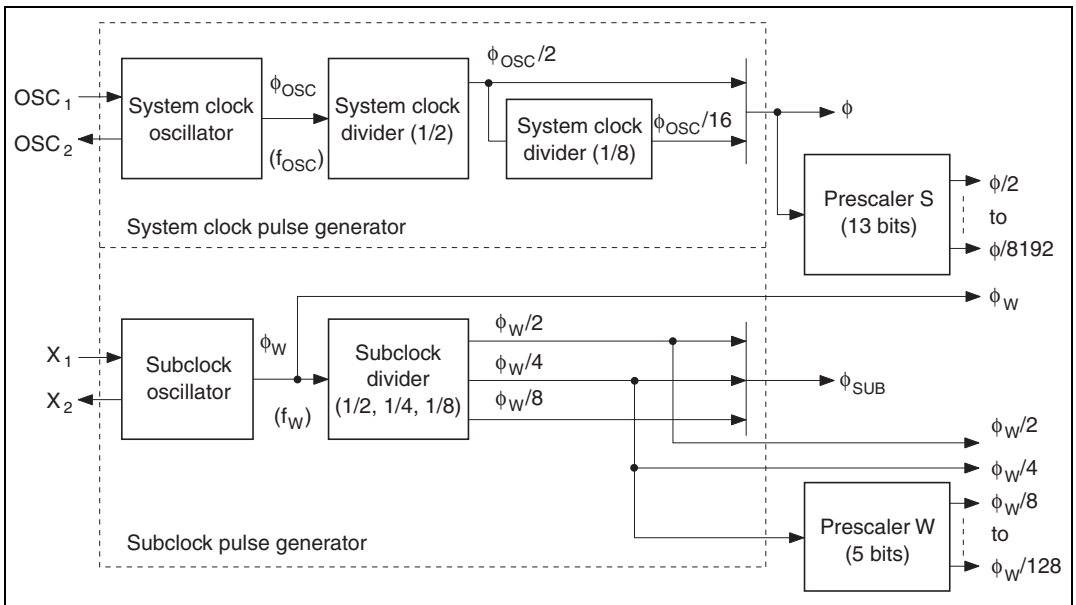 OSC1
OSC2
System clock
oscillator
ϕOSC
(fOSC)
System clock
divider (1/2)
ϕOSC/2
System clock
divider (1/8)
ϕOSC/16
ϕ
Prescaler S
(13 bits)
ϕ/2
to
ϕ/8192
System clock pulse generator
X1
X2
Subclock
oscillator
ϕW
(fW)
Subclock
divider
(1/2, 1/4, 1/8)
ϕW/2
ϕW/4
ϕW/8
ϕW
ϕSUB
ϕW/2
ϕW/4
Prescaler W
(5 bits)
ϕW/8
to
ϕW/128
Subclock pulse generator